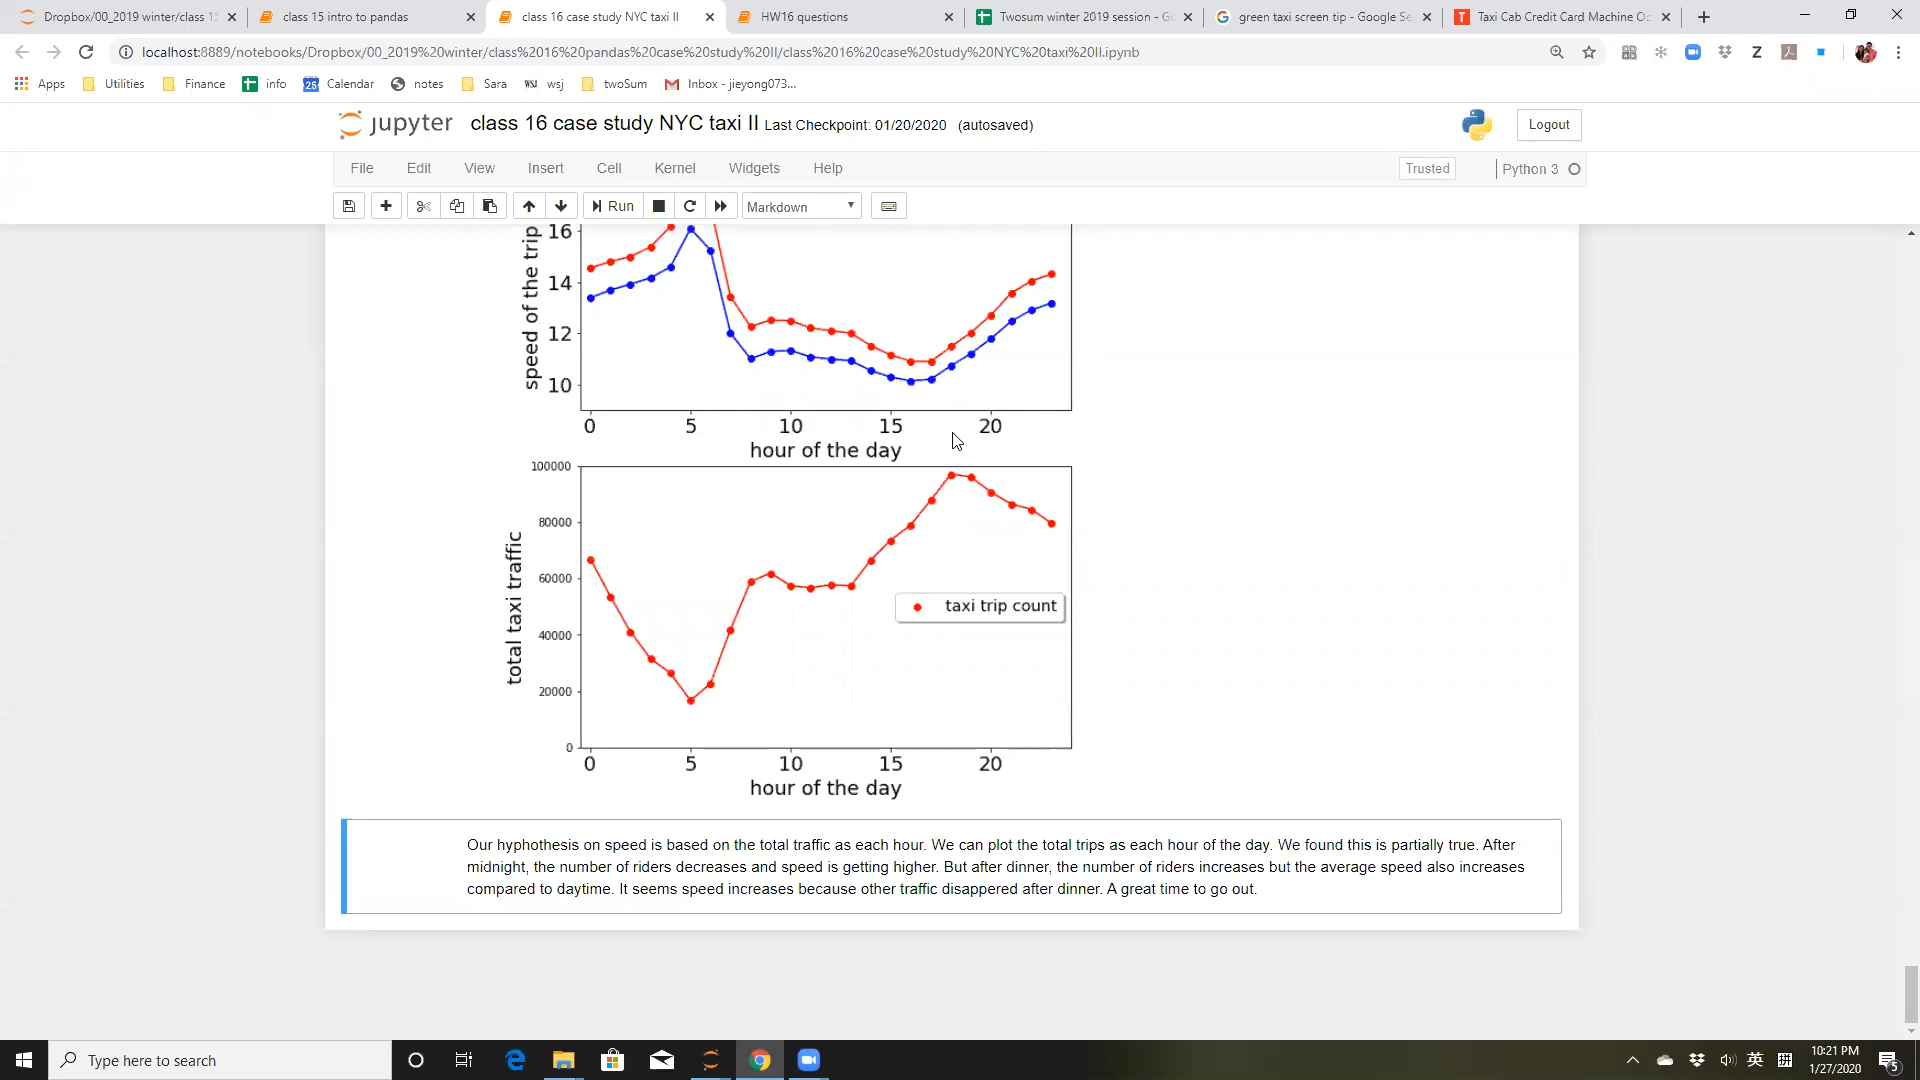 Dropbox/00_2019 winter/class 1
class 15 intro to pandas
class 16 case study NYC taxi II
HW16 questions
Twosum winter 2019 session - G
green taxi screen tip - Google Se
Taxi Cab Credit Card Machine O
localhost:8889/notebooks/Dropbox/00_2019%20winter/class%2016%20pandas%20case%20study%20II/class%2016%20case%20study%20NYC%20taxi%20II.ipynb
Apps
Utilities
Finance
info
25
Calendar
notes
Sara
WSJ wsj
twoSum
Inbox - jieyong073...
jupyter class 16 case study NYC taxi II Last Checkpoint: 01/20/2020 (autosaved)
Logout
File Edit View Insert Cell Kernel Widgets Help
Trusted
Python 3
Run
Markdown
speed of the trip
16
14
12
10
0 5 10 15 20
hour of the day
total taxi traffic
100000
80000
60000
40000
20000
0
taxi trip count
0 5 10 15 20
hour of the day
Our hyphothesis on speed is based on the total traffic as each hour. We can plot the total trips as each hour of the day. We found this is partially true. After
midnight, the number of riders decreases and speed is getting higher. But after dinner, the number of riders increases but the average speed also increases
compared to daytime. It seems speed increases because other traffic disappered after dinner. A great time to go out.
Type here to search
英
拼
10:21 PM
1/27/2020
5